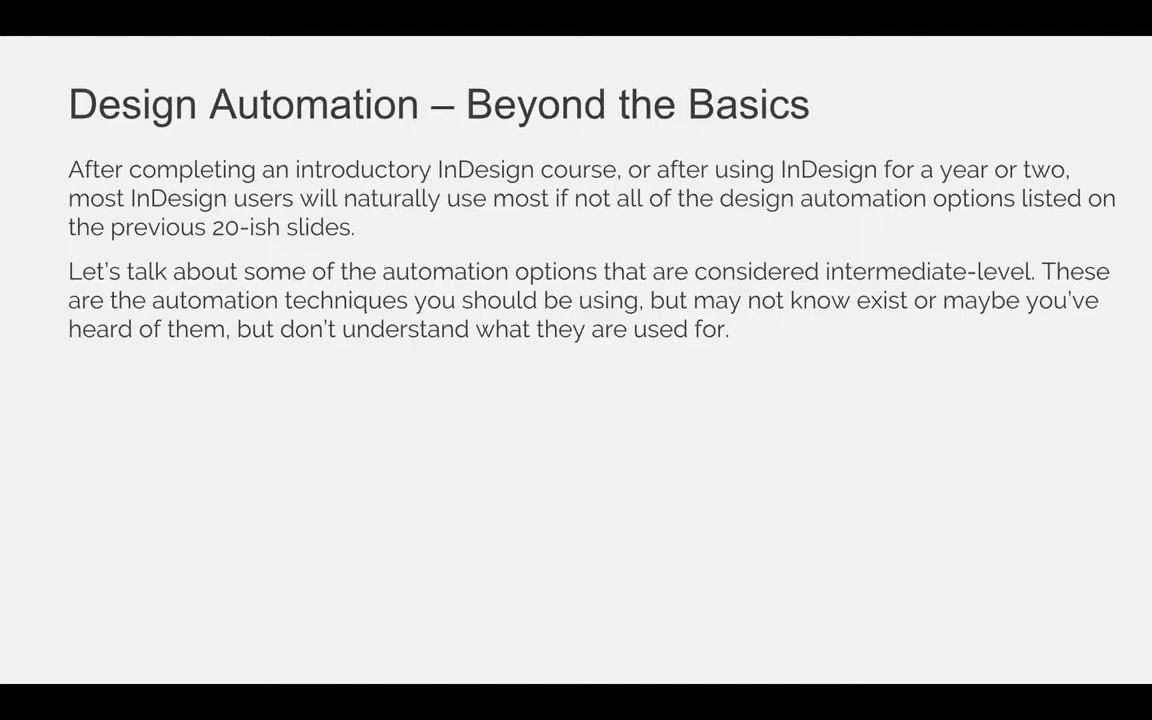 Design Automation – Beyond the Basics
After completing an introductory InDesign course, or after using InDesign for a year or two,
most InDesign users will naturally use most if not all of the design automation options listed on
the previous 20-ish slides.
Let's talk about some of the automation options that are considered intermediate-level. These
are the automation techniques you should be using, but may not know exist or maybe you've
heard of them, but don't understand what they are used for.